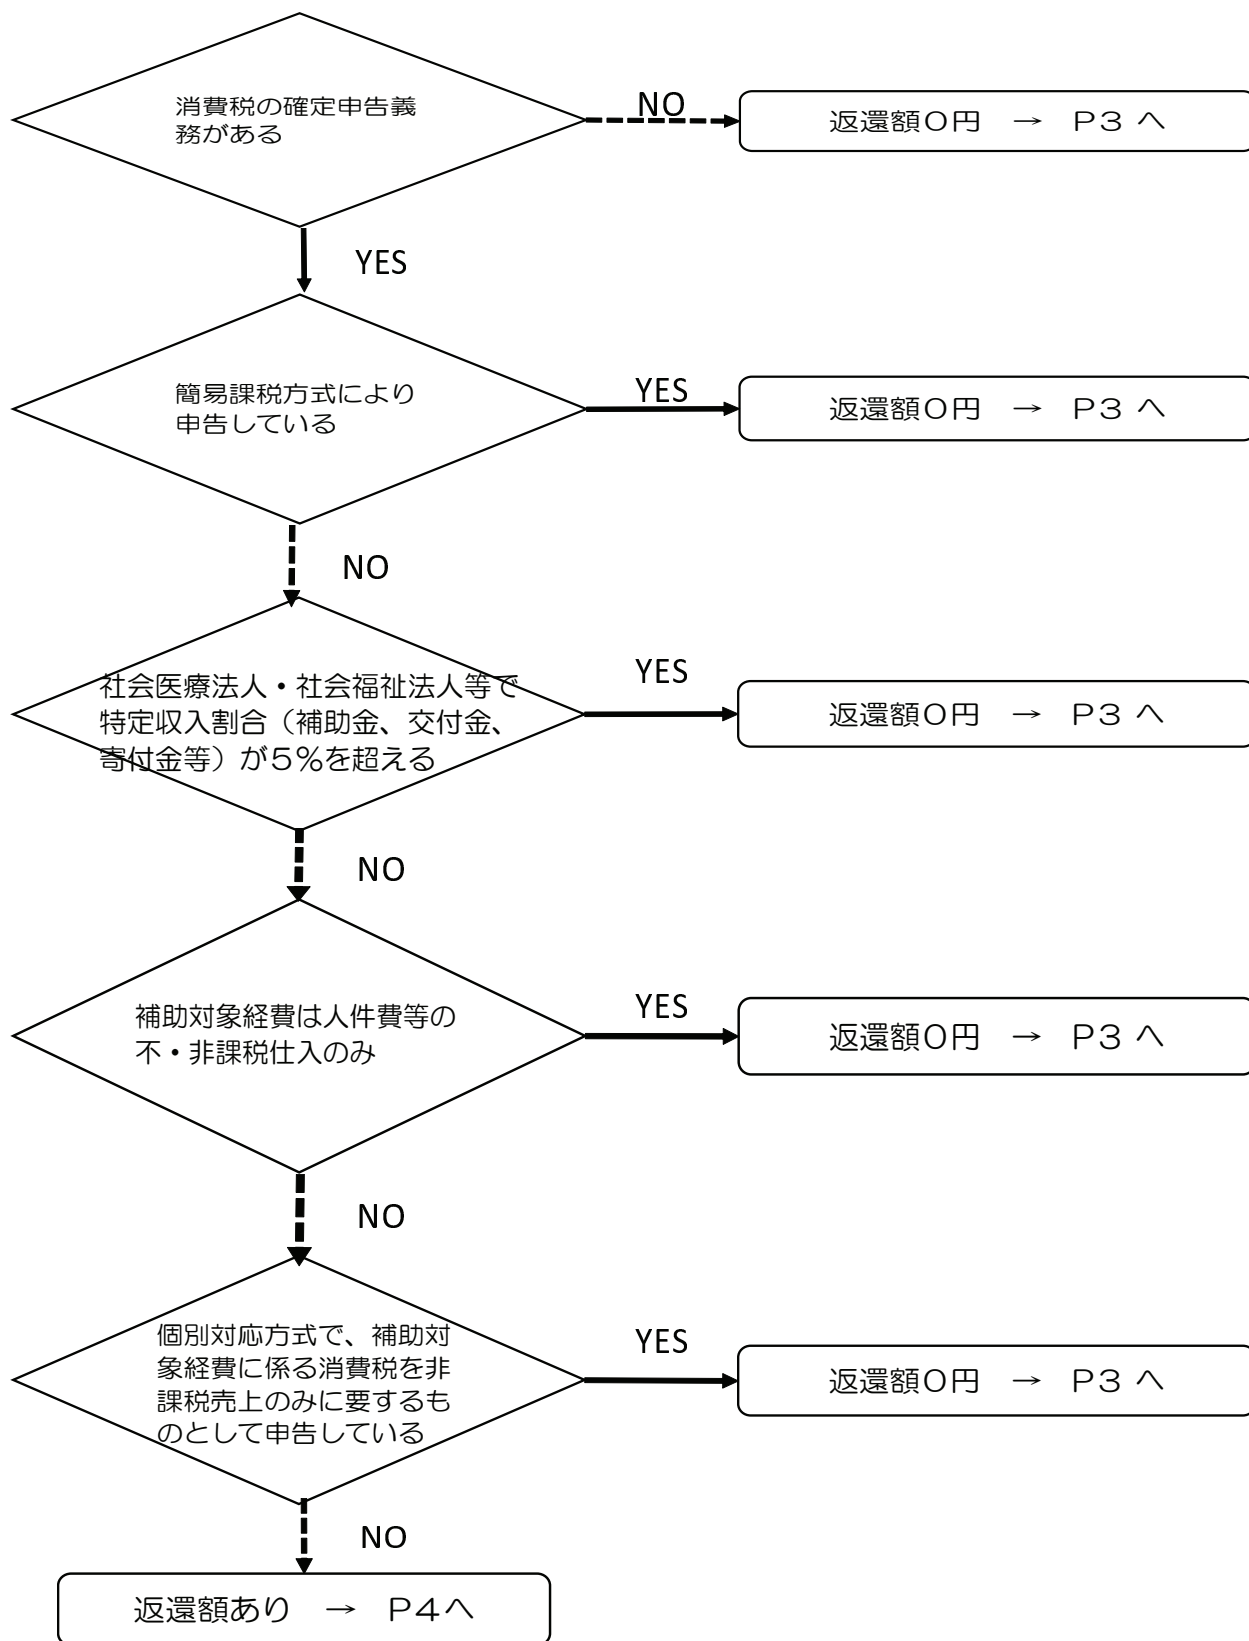 消費税の確定申告義
務がある
NO
返還額０円　→　Ｐ３ へ
YES
簡易課税方式により
申告している
YES
返還額０円　→　Ｐ３ へ
NO
社会医療法人・社会福祉法人等で
特定収入割合（補助金、交付金、
寄付金等）が５％を超える
YES
返還額０円　→　Ｐ３ へ
NO
補助対象経費は人件費等の
不・非課税仕入のみ
YES
返還額０円　→　Ｐ３ へ
NO
個別対応方式で、補助対
象経費に係る消費税を非
課税売上のみに要するも
のとして申告している
YES
返還額０円　→　Ｐ３ へ
NO
返還額あり　→　Ｐ４へ